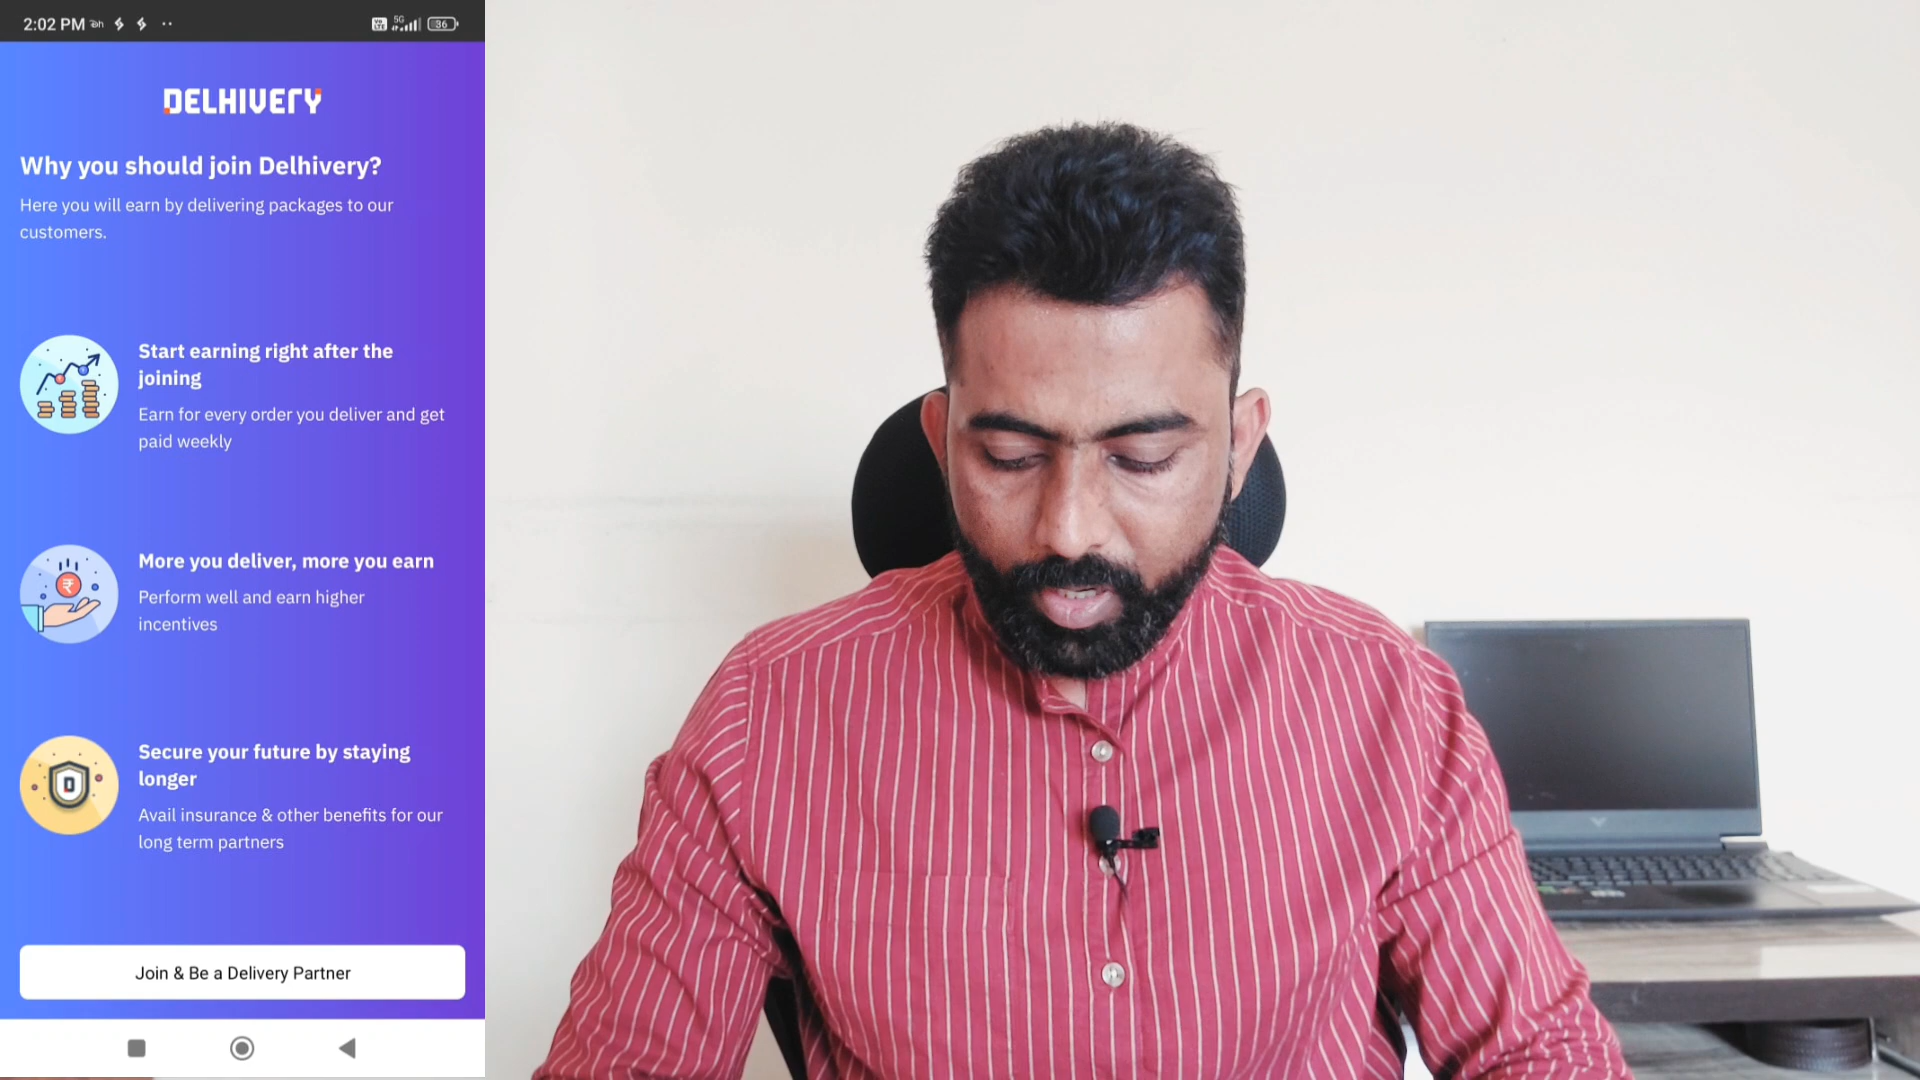 2:02 PM
5G
36
DELHIVERY
Why you should join Delhivery?
Here you will earn by delivering packages to our
customers.
Start earning right after the
joining
Earn for every order you deliver and get
paid weekly
More you deliver, more you earn
Perform well and earn higher
incentives
Secure your future by staying
longer
Avail insurance & other benefits for our
long term partners
Join & Be a Delivery Partner